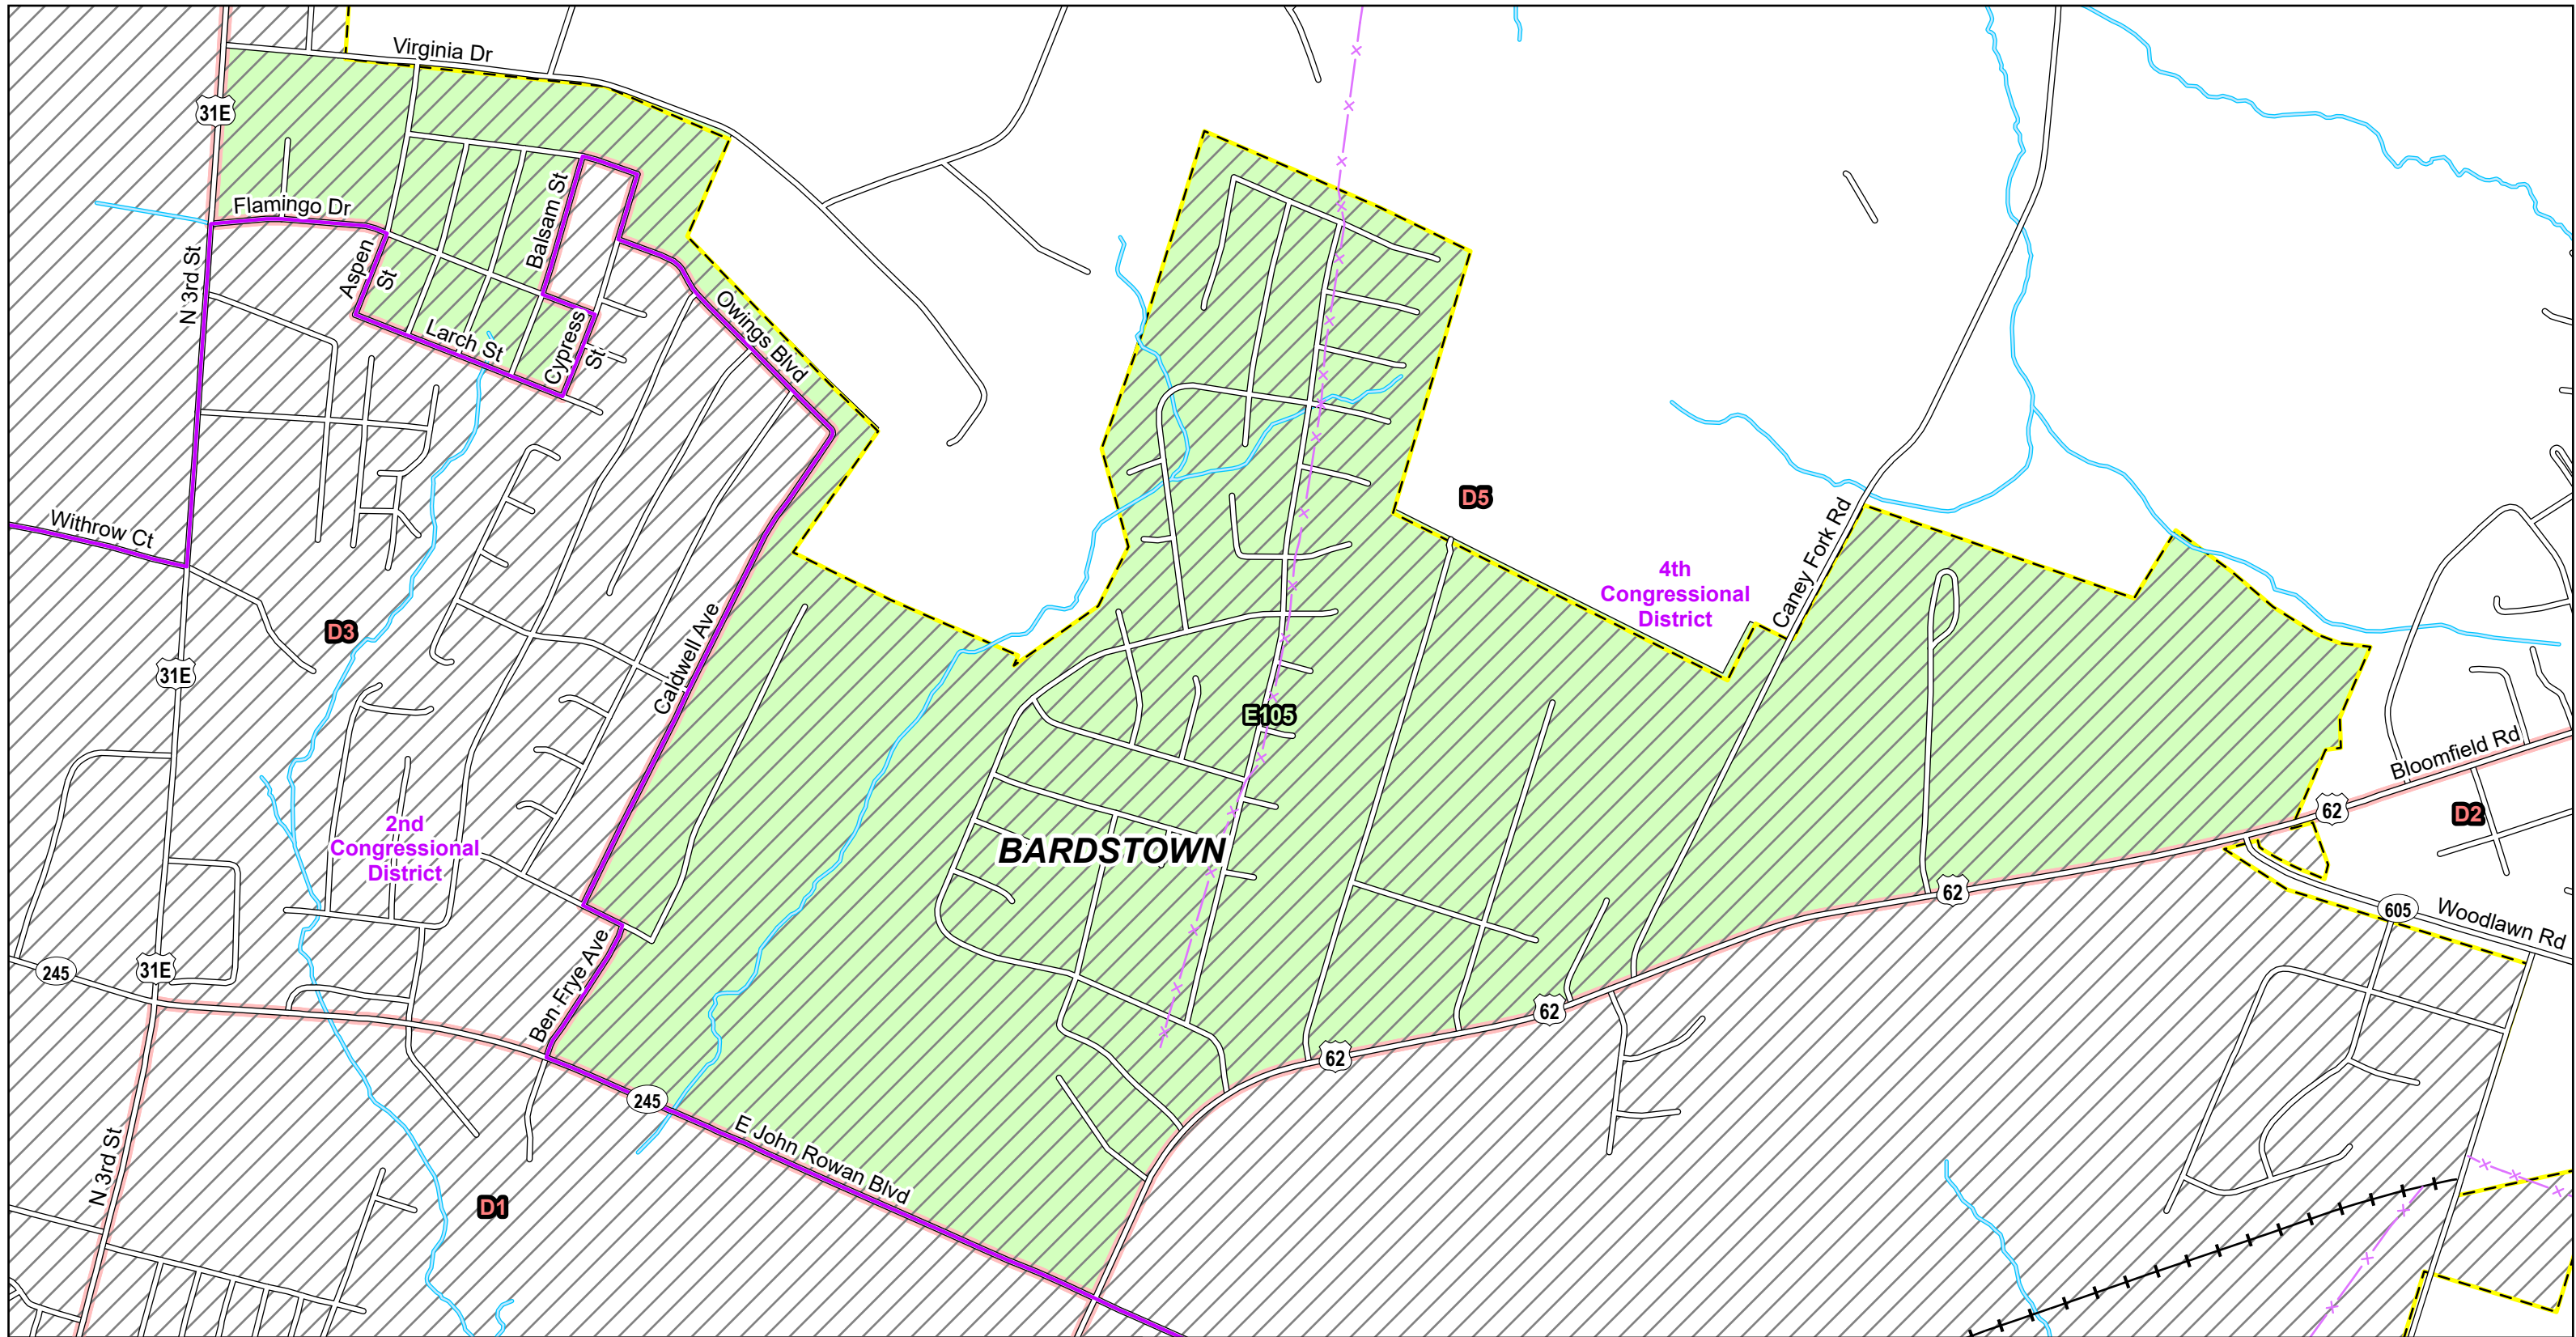 Virginia Dr
31E
Flamingo Dr
N 3rd St
Aspen
St
Balsam St
Larch St
Cypress
St
Owings Blvd
Withrow Ct
D3
31E
Caldwell Ave
2nd
Congressional
District
245
31E
Ben-Frye Ave
245
N 3rd St
D1
E John Rowan Blvd
D5
4th
Congressional
District
Caney Fork Rd
E105
BARDSTOWN
62
62
62
62
Bloomfield Rd
D2
605
Woodlawn Rd